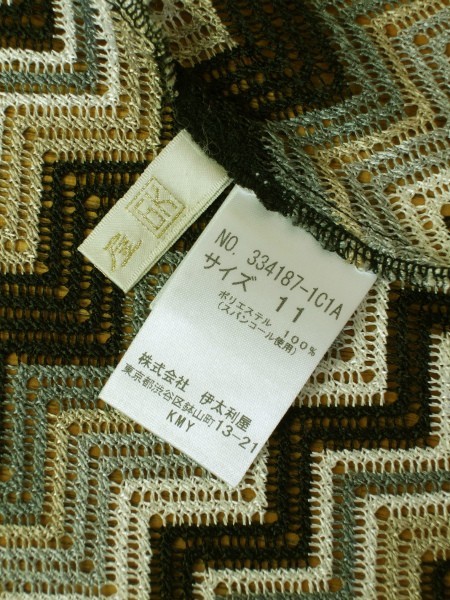 NO. 334187-1C1A
サイズ 11
ポリエステル 100%
(スパンコール使用)
株式会社 伊太利屋
東京都渋谷区鉢山町13-21
KMY